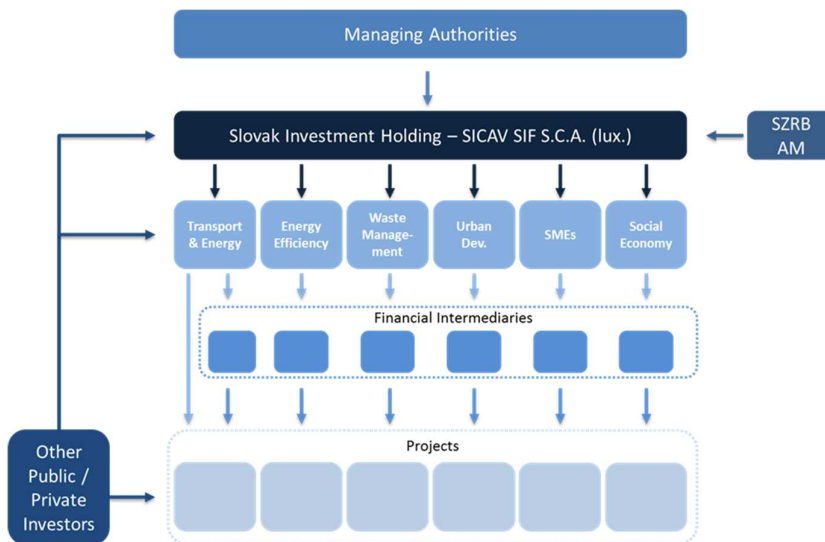 Managing Authorities
Slovak Investment Holding – SICAV SIF S.C.A. (lux.)
SZRB
AM
Transport
& Energy
Energy
Efficiency
Waste
Manage-
ment
Urban
Dev.
SMEs
Social
Economy
Financial Intermediaries
Projects
Other
Public /
Private
Investors